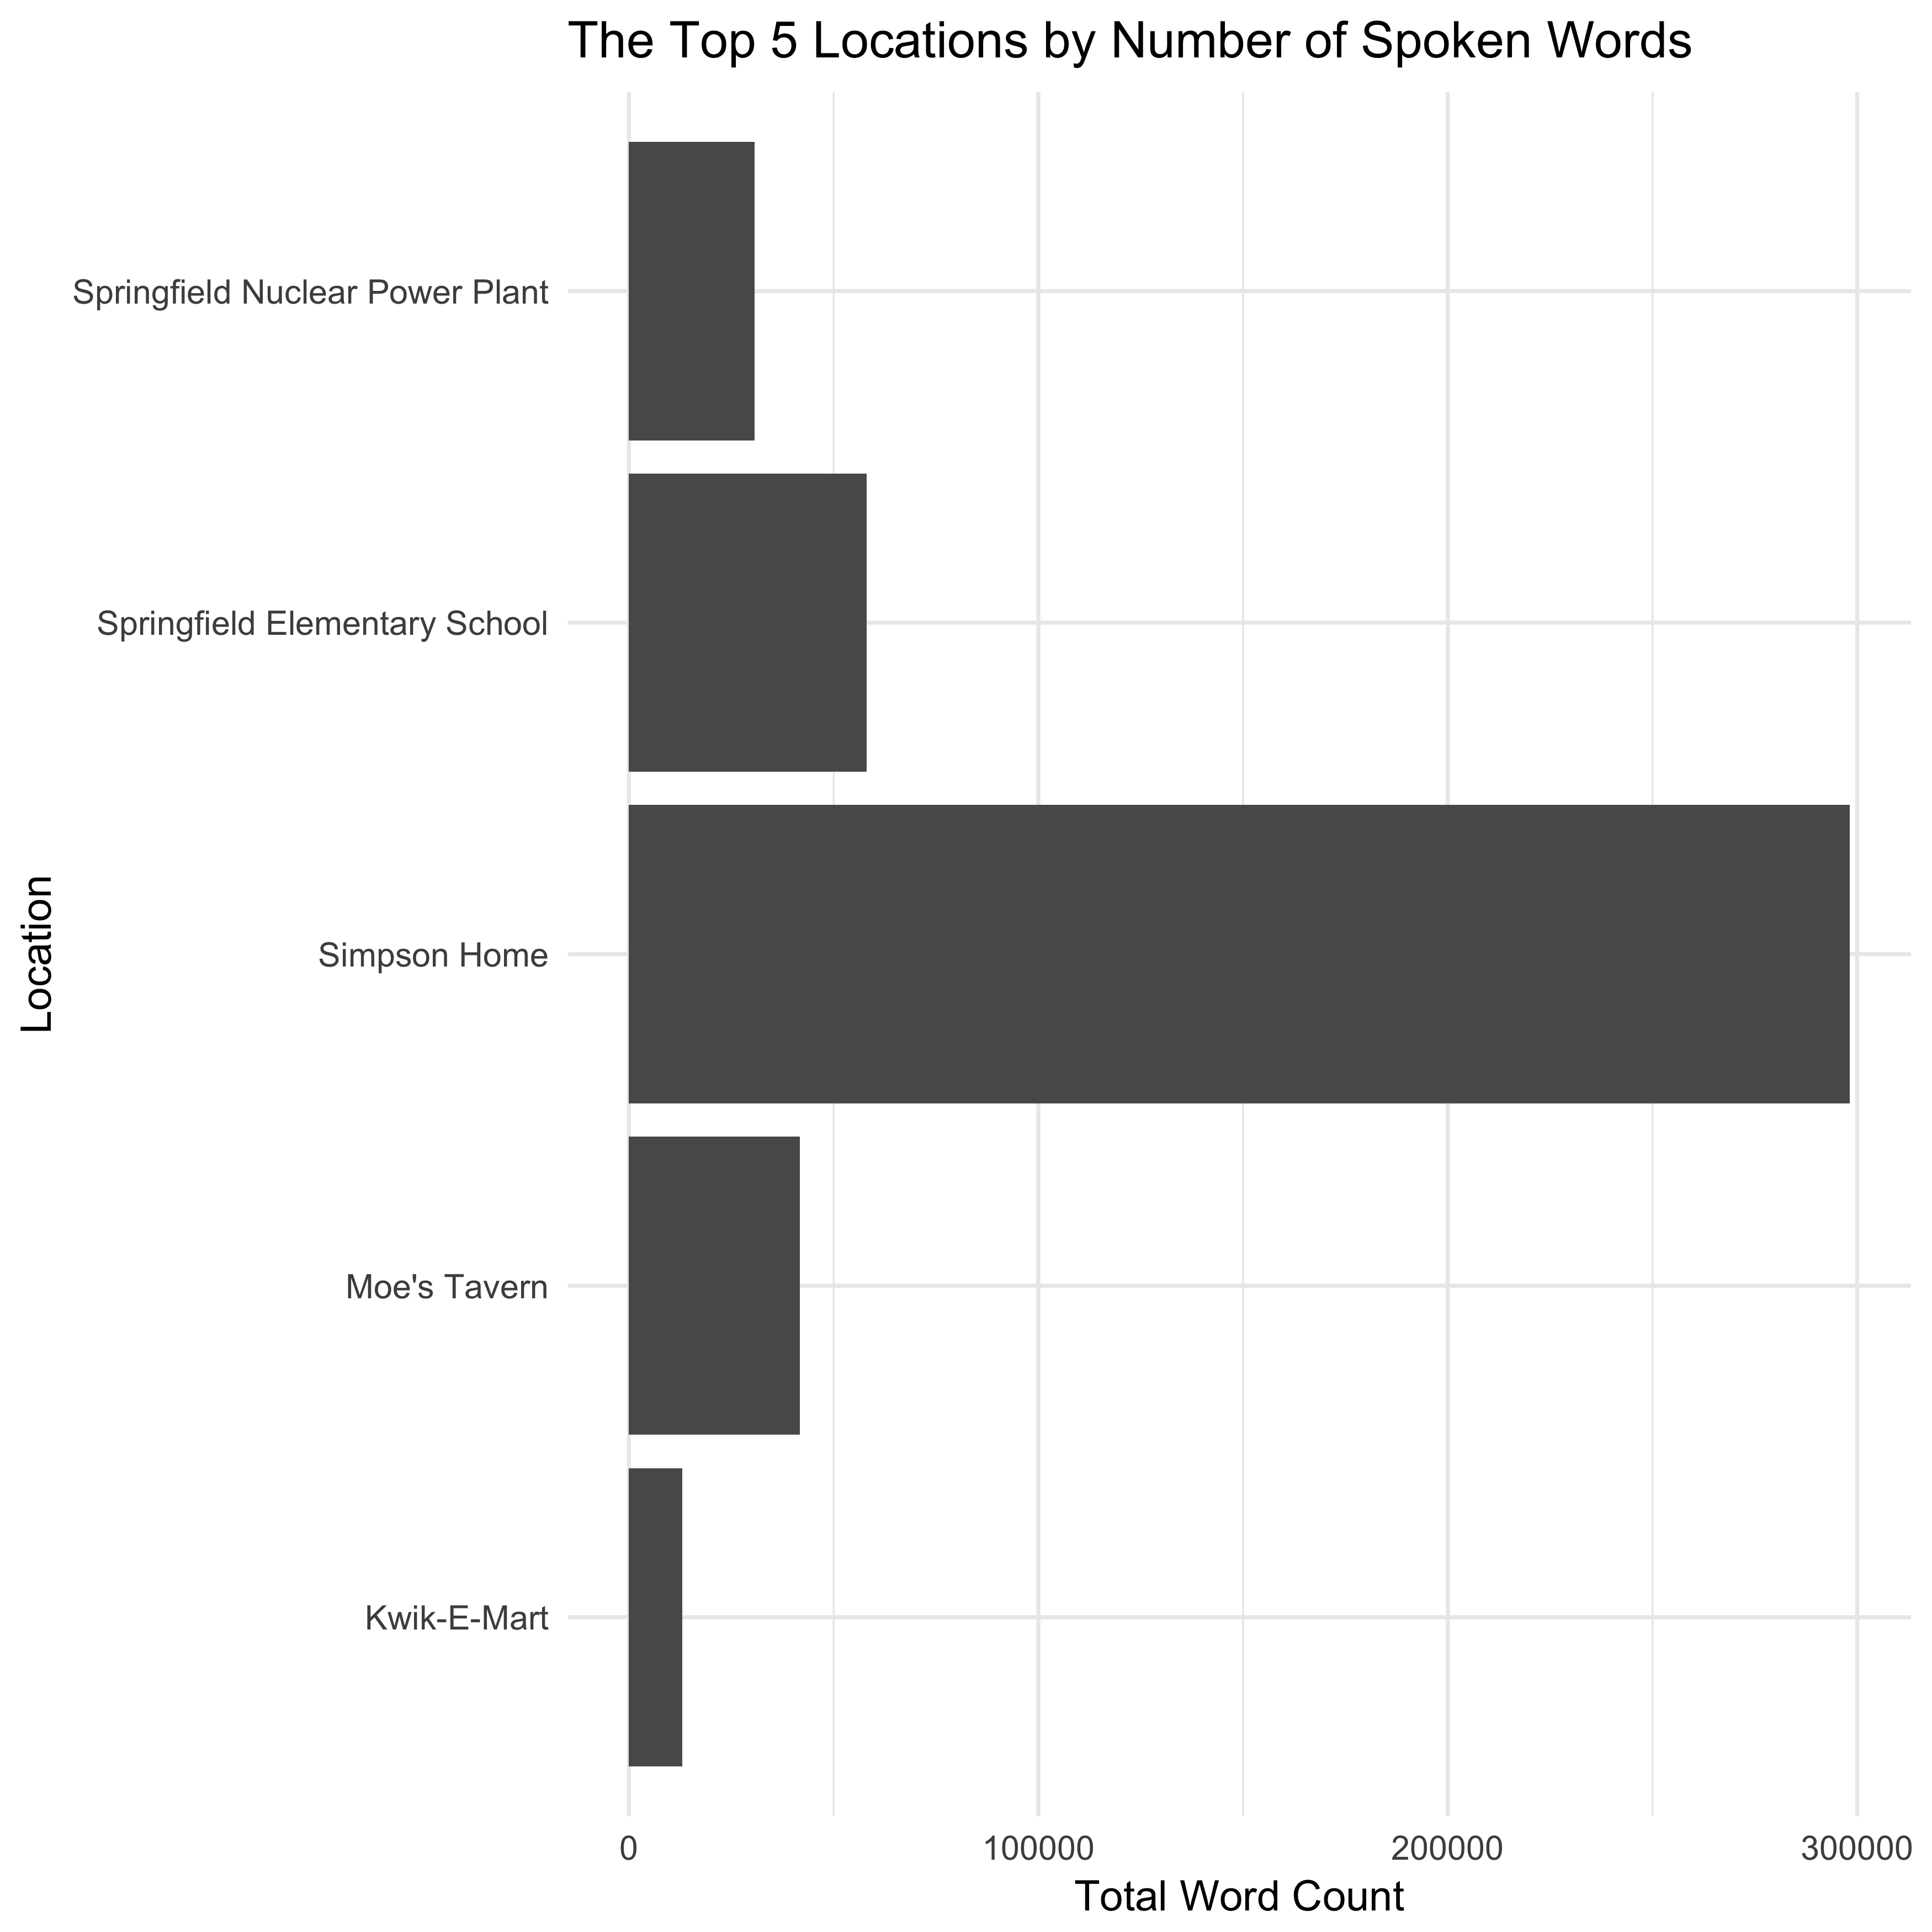 The Top 5 Locations by Number of Spoken Words
Springfield Nuclear Power Plant
Springfield Elementary School
Simpson Home
Moe's Tavern
Kwik-E-Mart
Location
0 100000 200000 300000
Total Word Count